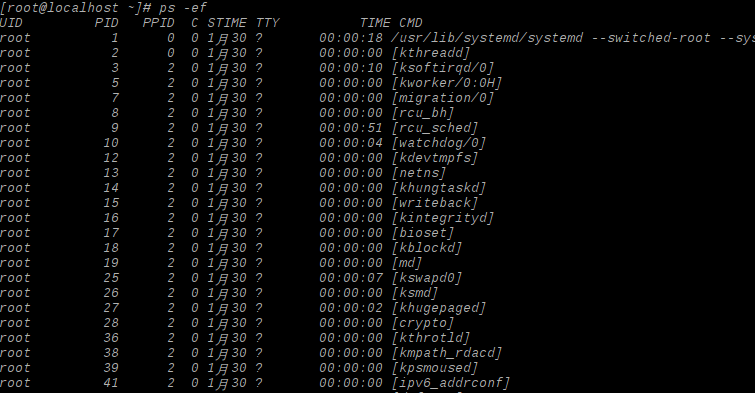 [root@localhost ~]# ps -ef
UID PID PPID C STIME TTY TIME CMD
root 1 0 0 1月30 ? 00:00:18 /usr/lib/systemd/systemd --switched-root --sys
root 2 0 0 1月30 ? 00:00:00 [kthreadd]
root 3 2 0 1月30 ? 00:00:10 [ksoftirqd/0]
root 5 2 0 1月30 ? 00:00:00 [kworker/0:0H]
root 7 2 0 1月30 ? 00:00:00 [migration/0]
root 8 2 0 1月30 ? 00:00:00 [rcu_bh]
root 9 2 0 1月30 ? 00:00:51 [rcu_sched]
root 10 2 0 1月30 ? 00:00:04 [watchdog/0]
root 12 2 0 1月30 ? 00:00:00 [kdevtmpfs]
root 13 2 0 1月30 ? 00:00:00 [netns]
root 14 2 0 1月30 ? 00:00:00 [khungtaskd]
root 15 2 0 1月30 ? 00:00:00 [writeback]
root 16 2 0 1月30 ? 00:00:00 [kintegrityd]
root 17 2 0 1月30 ? 00:00:00 [bioset]
root 18 2 0 1月30 ? 00:00:00 [kblockd]
root 19 2 0 1月30 ? 00:00:00 [md]
root 25 2 0 1月30 ? 00:00:07 [kswapd0]
root 26 2 0 1月30 ? 00:00:00 [ksmd]
root 27 2 0 1月30 ? 00:00:02 [khugepaged]
root 28 2 0 1月30 ? 00:00:00 [crypto]
root 36 2 0 1月30 ? 00:00:00 [kthrotld]
root 38 2 0 1月30 ? 00:00:00 [kmpath_rdacd]
root 39 2 0 1月30 ? 00:00:00 [kpsmoused]
root 41 2 0 1月30 ? 00:00:00 [ipv6_addrconf]